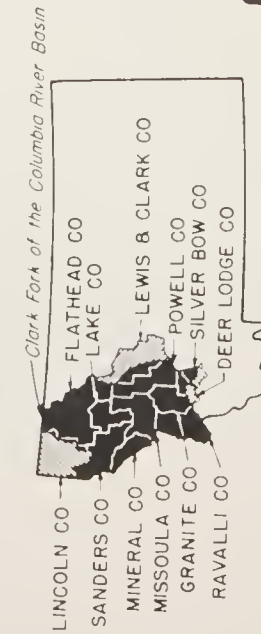 Clark Fork of the Columbia River Basin
LINCOLN CO
FLATHEAD CO
LAKE CO
SANDERS CO
LEWIS & CLARK CO
MINERAL CO
MISSOULA CO
POWELL CO
GRANITE CO
SILVER BOW CO
RAVALLI CO
DEER LODGE CO